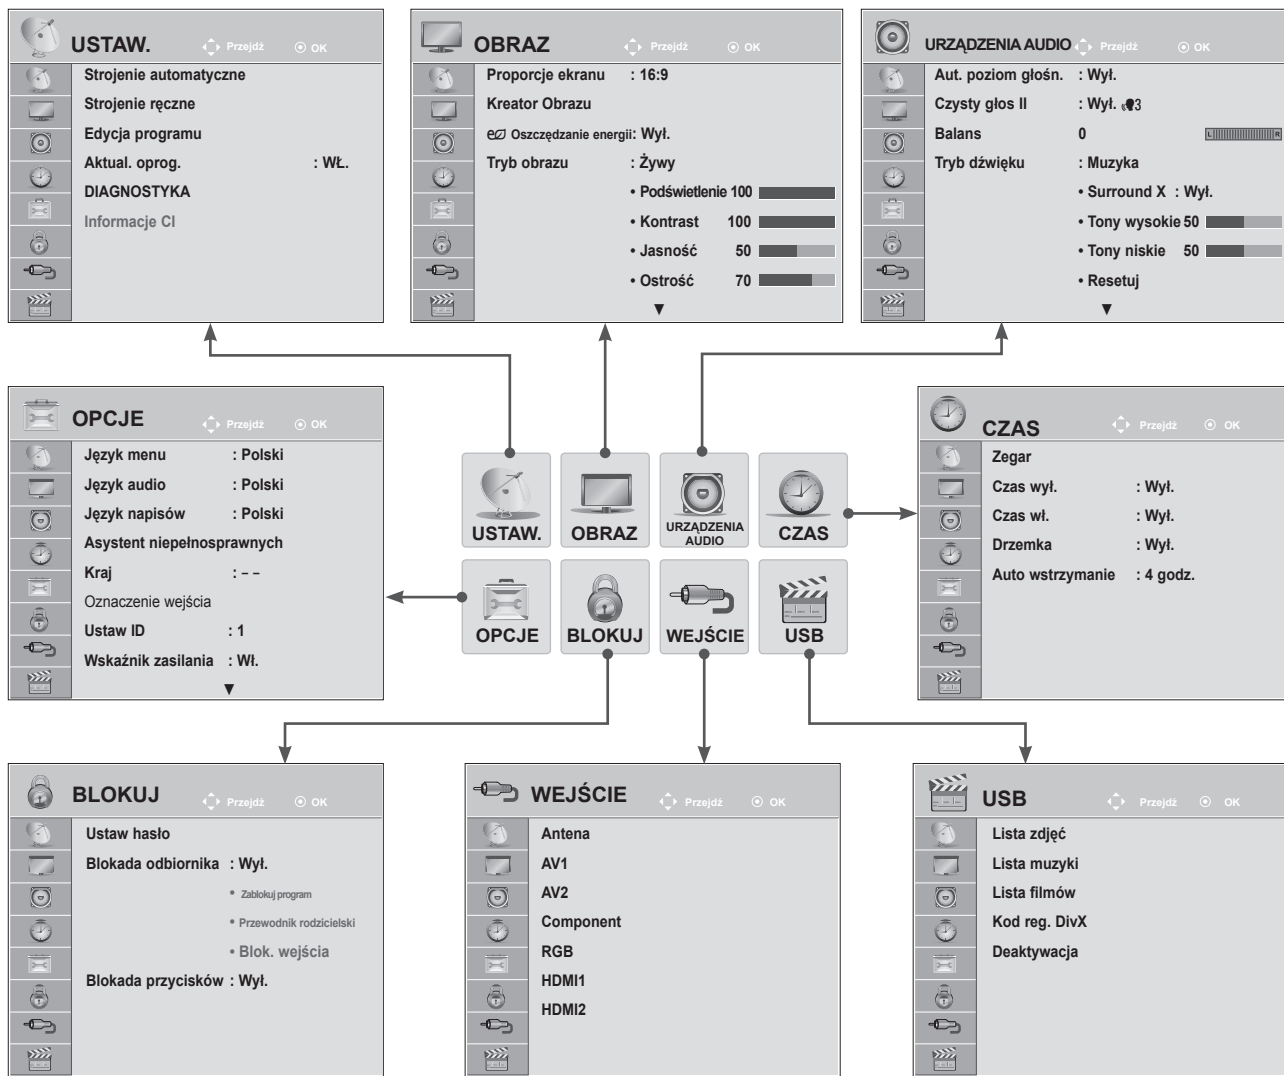 USTAW. Przejdź OK
Strojenie automatyczne
Strojenie ręczne
Edycja programu
Aktual. oprog. : WŁ.
DIAGNOSTYKA
Informacje CI
OBRAZ Przejdź OK
Proporcje ekranu : 16:9
Kreator Obrazu
Oszczędzanie energii: Wył.
Tryb obrazu : Żywy
• Podświetlenie 100
• Kontrast 100
• Jasność 50
• Ostrość 70
▼
URZĄDZENIA AUDIO Przejdź OK
Aut. poziom głośn. : Wył.
Czysty głos II : Wył. 3
Balans 0 L R
Tryb dźwięku : Muzyka
• Surround X : Wył.
• Tony wysokie 50
• Tony niskie 50
• Resetuj
▼
OPCJE Przejdź OK
Język menu : Polski
Język audio : Polski
Język napisów : Polski
Asystent niepełnosprawnych
Kraj : – –
Oznaczenie wejścia
Ustaw ID : 1
Wskaźnik zasilania : Wł.
▼
USTAW.
OBRAZ
URZĄDZENIA
AUDIO
CZAS
OPCJE
BLOKUJ
WEJŚCIE
USB
CZAS Przejdź OK
Zegar
Czas wył. : Wył.
Czas wł. : Wył.
Drzemka : Wył.
Auto wstrzymanie : 4 godz.
BLOKUJ Przejdź OK
Ustaw hasło
Blokada odbiornika : Wył.
• Zablokuj program
• Przewodnik rodzicielski
• Blok. wejścia
Blokada przycisków : Wył.
WEJŚCIE Przejdź OK
Antena
AV1
AV2
Component
RGB
HDMI1
HDMI2
USB Przejdź OK
Lista zdjęć
Lista muzyki
Lista filmów
Kod reg. DivX
Deaktywacja